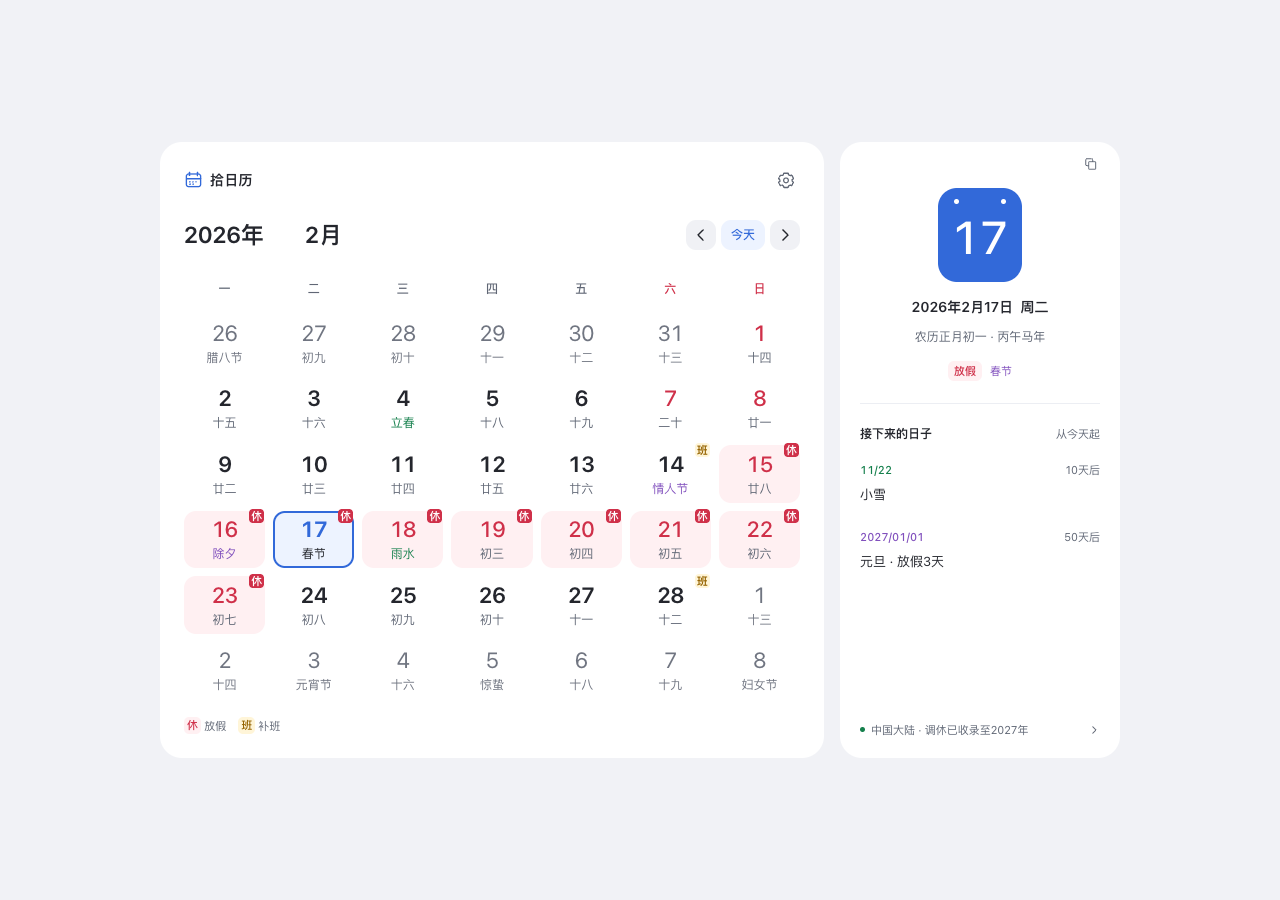 拾日历
2026年 2月
今天
一 二 三 四 五 六 日
26 27 28 29 30 31 1
腊八节 初九 初十 十一 十二 十三 十四
2 3 4 5 6 7 8
十五 十六 立春 十八 十九 二十 廿一
班 休
9 10 11 12 13 14 15
廿二 廿三 廿四 廿五 廿六 情人节 廿八
休 休 休 休 休 休 休
16 17 18 19 20 21 22
除夕 春节 雨水 初三 初四 初五 初六
休 班
23 24 25 26 27 28 1
初七 初八 初九 初十 十一 十二 十三
2 3 4 5 6 7 8
十四 元宵节 十六 惊蛰 十八 十九 妇女节
休 放假 班 补班
17
2026年2月17日 周二
农历正月初一 · 丙午马年
放假 春节
接下来的日子 从今天起
11/22 10天后
小雪
2027/01/01 50天后
元旦 · 放假3天
中国大陆 · 调休已收录至2027年